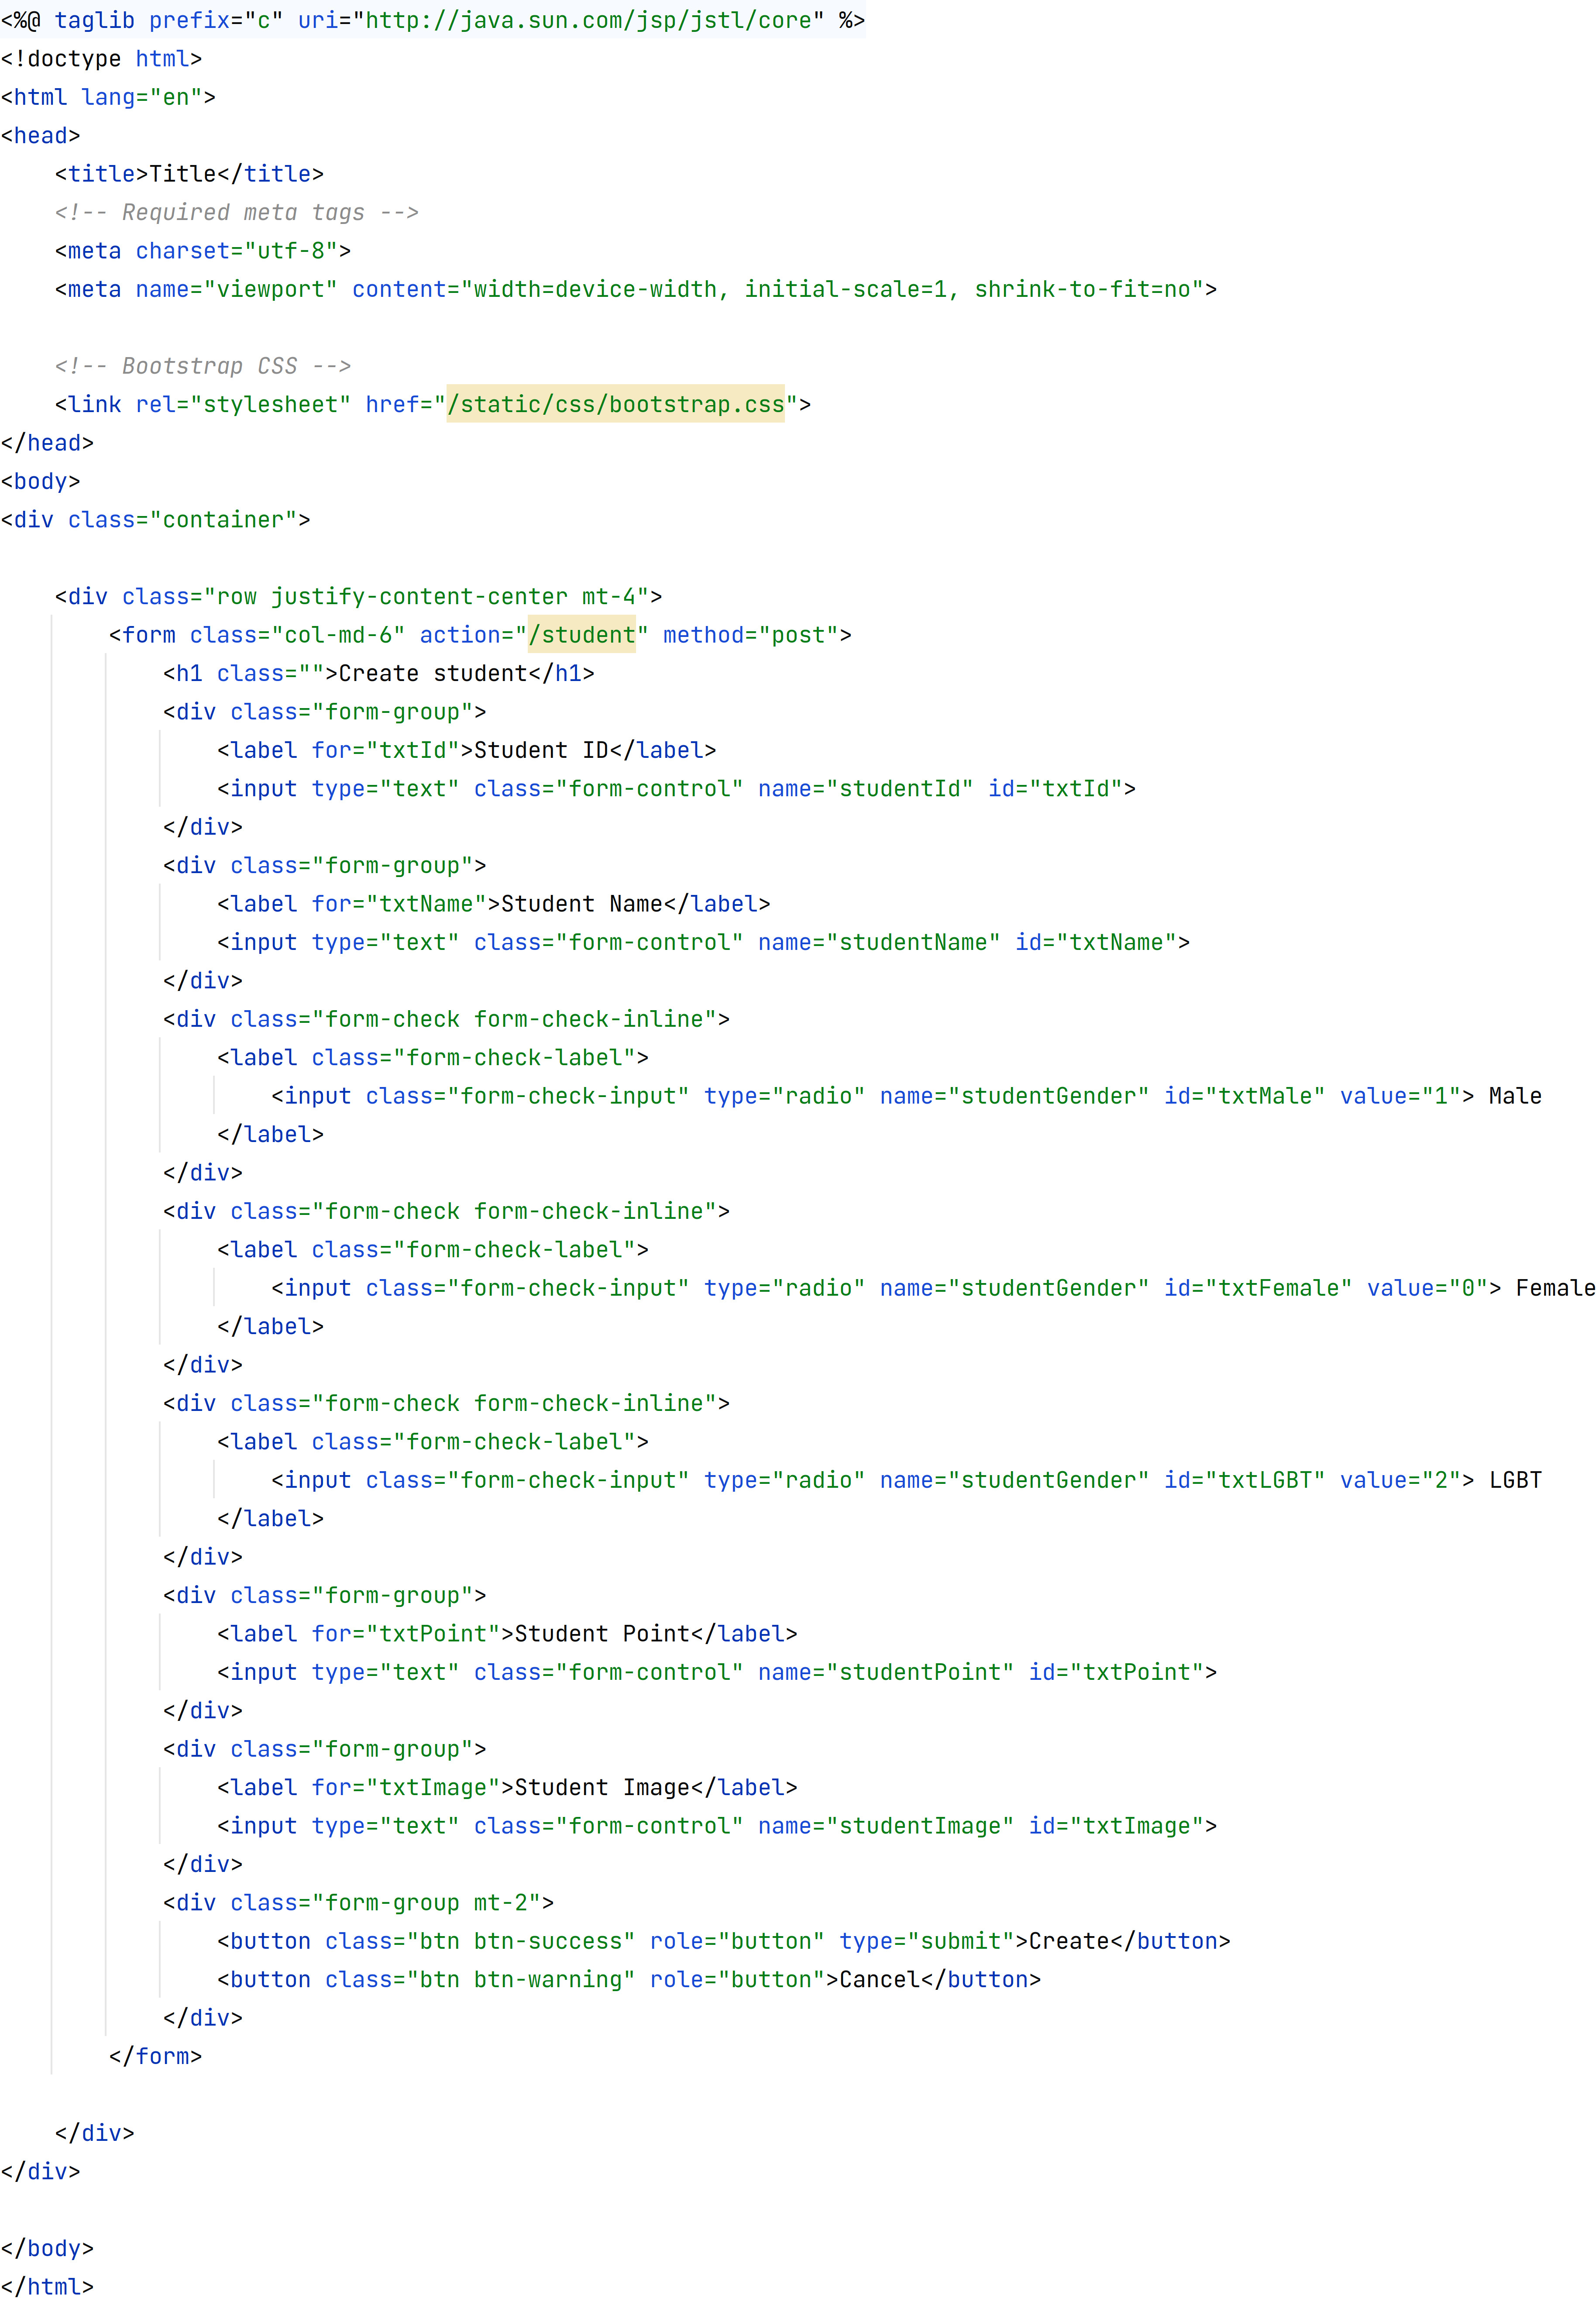 <%@ taglib prefix="c" uri="http://java.sun.com/jsp/jstl/core" %>
<!doctype html>
<html lang="en">
<head>
    <title>Title</title>
    <!-- Required meta tags -->
    <meta charset="utf-8">
    <meta name="viewport" content="width=device-width, initial-scale=1, shrink-to-fit=no">

    <!-- Bootstrap CSS -->
    <link rel="stylesheet" href="/static/css/bootstrap.css">
</head>
<body>
<div class="container">

    <div class="row justify-content-center mt-4">
        <form class="col-md-6" action="/student" method="post">
            <h1 class="">Create student</h1>
            <div class="form-group">
                <label for="txtId">Student ID</label>
                <input type="text" class="form-control" name="studentId" id="txtId">
            </div>
            <div class="form-group">
                <label for="txtName">Student Name</label>
                <input type="text" class="form-control" name="studentName" id="txtName">
            </div>
            <div class="form-check form-check-inline">
                <label class="form-check-label">
                    <input class="form-check-input" type="radio" name="studentGender" id="txtMale" value="1"> Male
                </label>
            </div>
            <div class="form-check form-check-inline">
                <label class="form-check-label">
                    <input class="form-check-input" type="radio" name="studentGender" id="txtFemale" value="0"> Female
                </label>
            </div>
            <div class="form-check form-check-inline">
                <label class="form-check-label">
                    <input class="form-check-input" type="radio" name="studentGender" id="txtLGBT" value="2"> LGBT
                </label>
            </div>
            <div class="form-group">
                <label for="txtPoint">Student Point</label>
                <input type="text" class="form-control" name="studentPoint" id="txtPoint">
            </div>
            <div class="form-group">
                <label for="txtImage">Student Image</label>
                <input type="text" class="form-control" name="studentImage" id="txtImage">
            </div>
            <div class="form-group mt-2">
                <button class="btn btn-success" role="button" type="submit">Create</button>
                <button class="btn btn-warning" role="button">Cancel</button>
            </div>
        </form>

    </div>
</div>

</body>
</html>